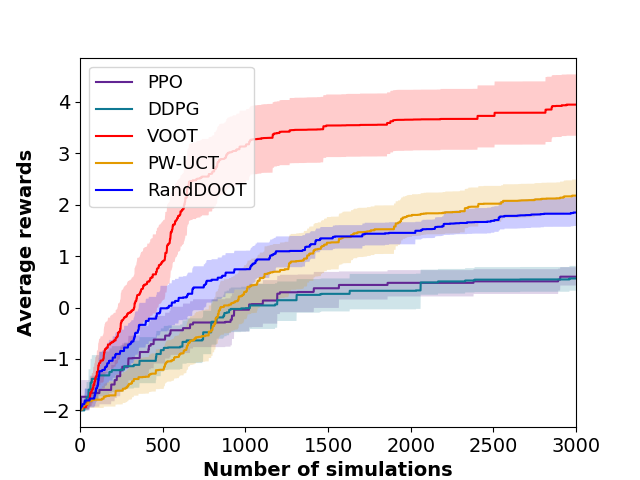 PPO
DDPG
VOOT
PW-UCT
RandDOOT
Average rewards
4
3
2
1
0
−1
−2
0 500 1000 1500 2000 2500 3000
Number of simulations